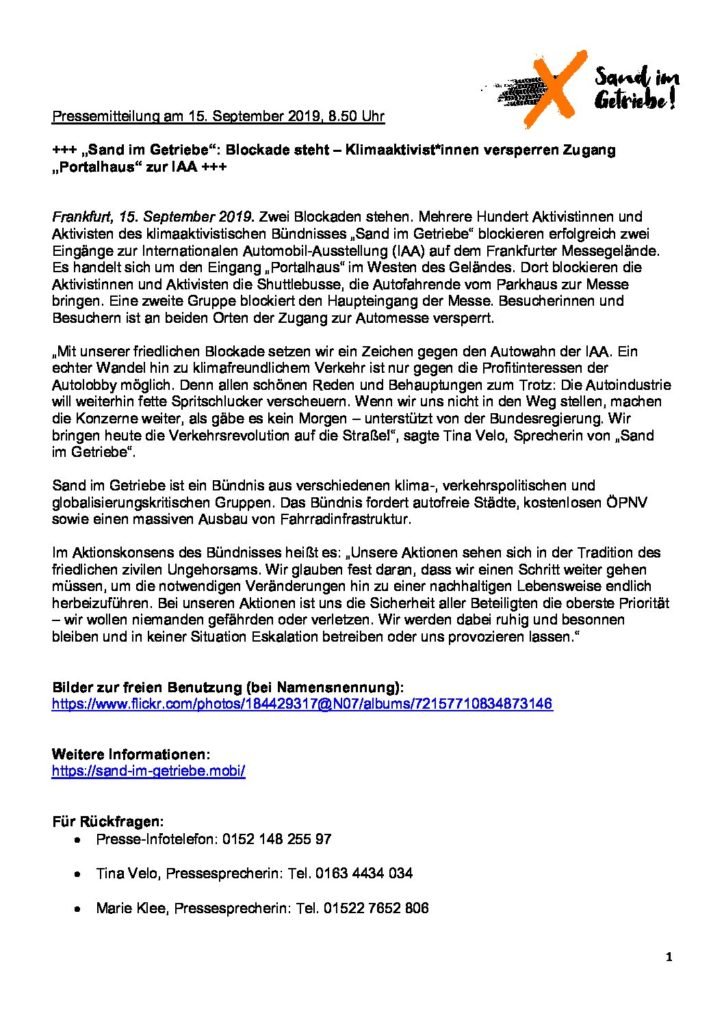 Sand im
Getriebe!
Pressemitteilung am 15. September 2019, 8.50 Uhr
+++ „Sand im Getriebe“: Blockade steht – Klimaaktivist*innen versperren Zugang
„Portalhaus“ zur IAA +++
Frankfurt, 15. September 2019. Zwei Blockaden stehen. Mehrere Hundert Aktivistinnen und
Aktivisten des klimaaktivistischen Bündnisses „Sand im Getriebe“ blockieren erfolgreich zwei
Eingänge zur Internationalen Automobil-Ausstellung (IAA) auf dem Frankfurter Messegelände.
Es handelt sich um den Eingang „Portalhaus“ im Westen des Geländes. Dort blockieren die
Aktivistinnen und Aktivisten die Shuttlebusse, die Autofahrende vom Parkhaus zur Messe
bringen. Eine zweite Gruppe blockiert den Haupteingang der Messe. Besucherinnen und
Besuchern ist an beiden Orten der Zugang zur Automesse versperrt.
„Mit unserer friedlichen Blockade setzen wir ein Zeichen gegen den Autowahn der IAA. Ein
echter Wandel hin zu klimafreundlichem Verkehr ist nur gegen die Profitinteressen der
Autolobby möglich. Denn allen schönen Reden und Behauptungen zum Trotz: Die Autoindustrie
will weiterhin fette Spritschlucker verscheuern. Wenn wir uns nicht in den Weg stellen, machen
die Konzerne weiter, als gäbe es kein Morgen – unterstützt von der Bundesregierung. Wir
bringen heute die Verkehrsrevolution auf die Straße!“, sagte Tina Velo, Sprecherin von „Sand
im Getriebe“.
Sand im Getriebe ist ein Bündnis aus verschiedenen klima-, verkehrspolitischen und
globalisierungskritischen Gruppen. Das Bündnis fordert autofreie Städte, kostenlosen ÖPNV
sowie einen massiven Ausbau von Fahrradinfrastruktur.
Im Aktionskonsens des Bündnisses heißt es: „Unsere Aktionen sehen sich in der Tradition des
friedlichen zivilen Ungehorsams. Wir glauben fest daran, dass wir einen Schritt weiter gehen
müssen, um die notwendigen Veränderungen hin zu einer nachhaltigen Lebensweise endlich
herbeizuführen. Bei unseren Aktionen ist uns die Sicherheit aller Beteiligten die oberste Priorität
– wir wollen niemanden gefährden oder verletzen. Wir werden dabei ruhig und besonnen
bleiben und in keiner Situation Eskalation betreiben oder uns provozieren lassen.“
Bilder zur freien Benutzung (bei Namensnennung):
https://www.flickr.com/photos/184429317@N07/albums/72157710834873146
Weitere Informationen:
https://sand-im-getriebe.mobi/
Für Rückfragen:
• Presse-Infotelefon: 0152 148 255 97
• Tina Velo, Pressesprecherin: Tel. 0163 4434 034
• Marie Klee, Pressesprecherin: Tel. 01522 7652 806
1